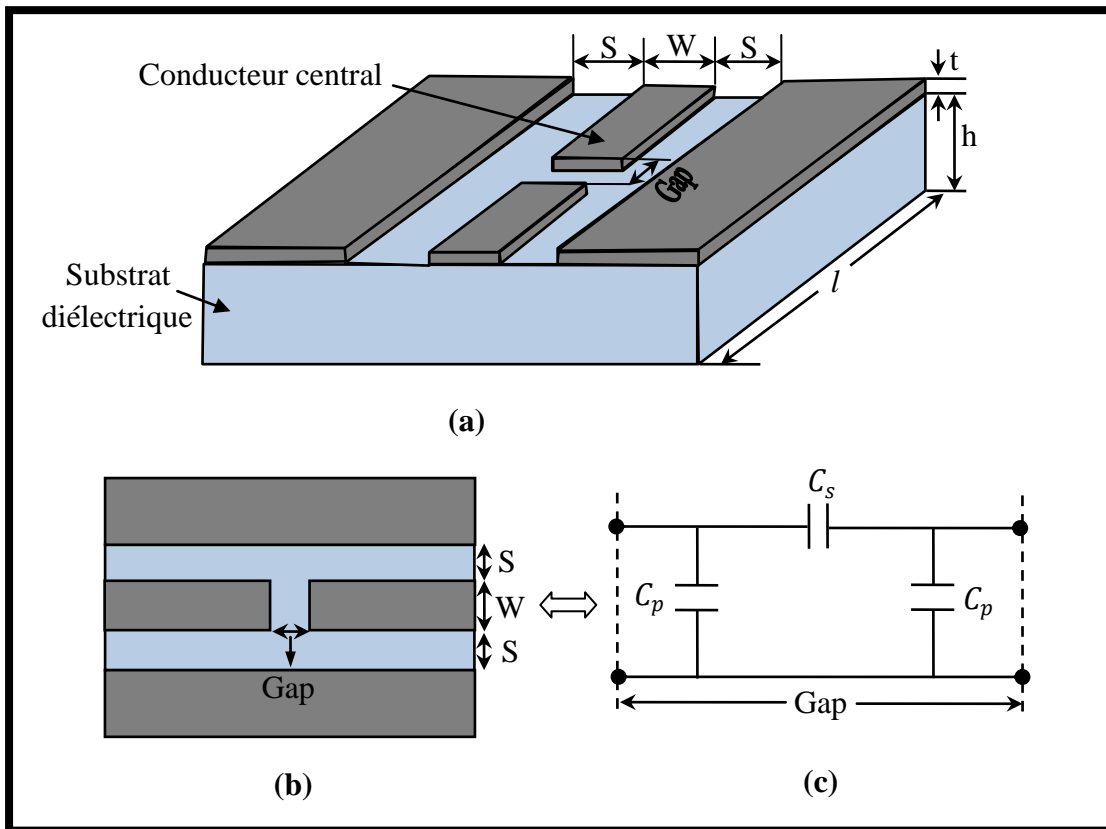 S W S
t
Conducteur central
h
Gap
Substrat
diélectrique
l
(a)
S
W
S
Gap
(b)
C_s
C_p
C_p
Gap
(c)